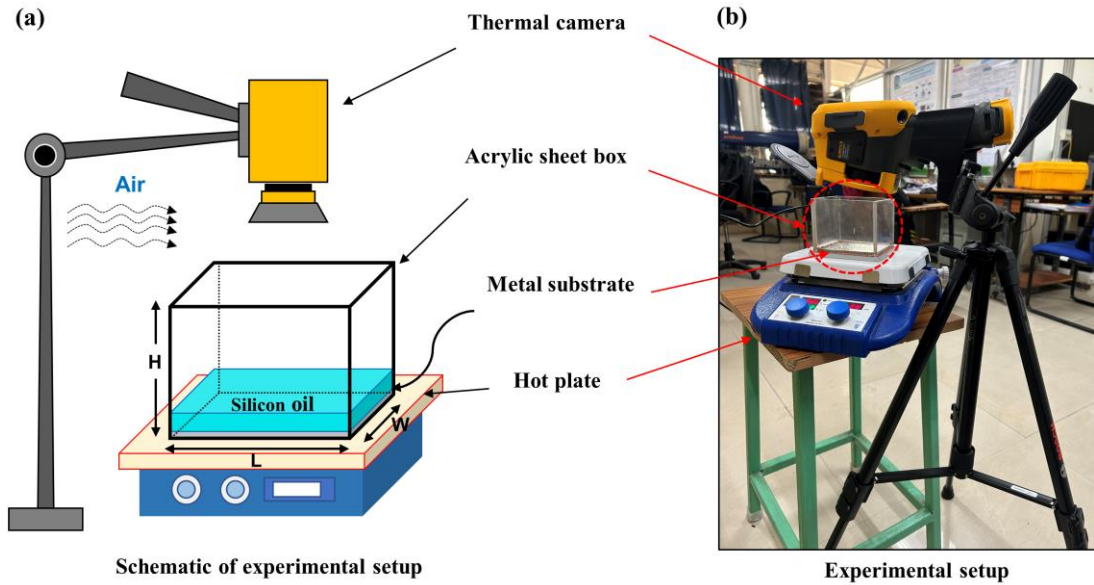 (a)
(b)
Thermal camera
Acrylic sheet box
Air
Metal substrate
H
Silicon oil
Hot plate
W
L
Schematic of experimental setup
Experimental setup